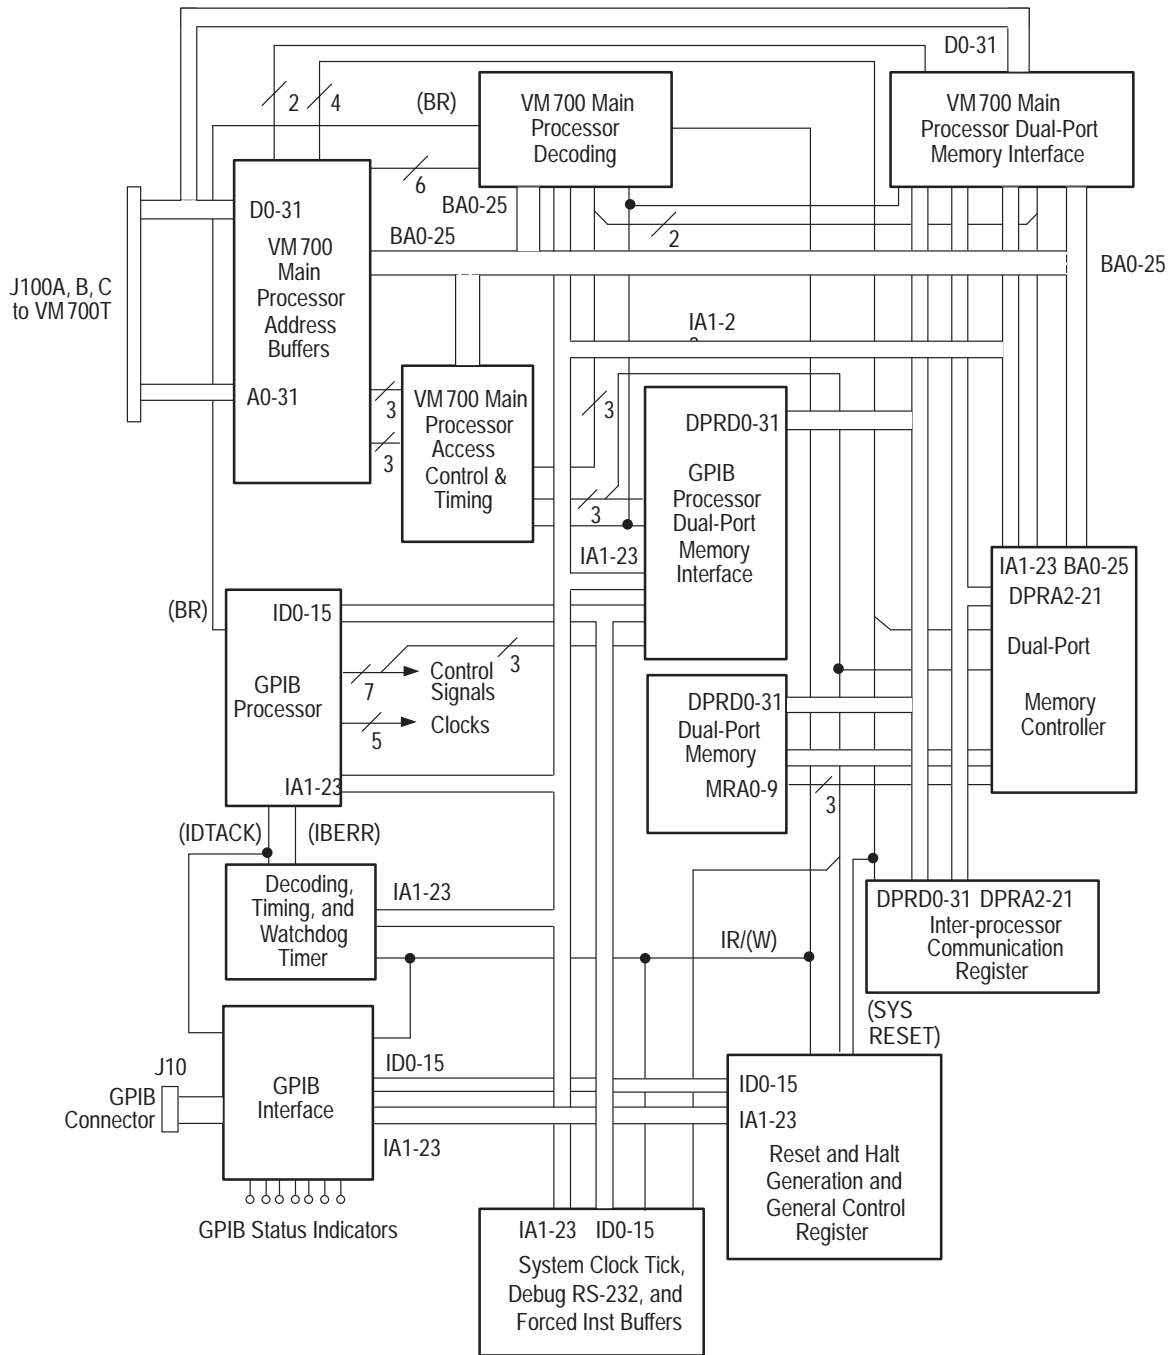 D0-31
2
4
(BR)
VM700 Main
Processor
Decoding
VM700 Main
Processor Dual-Port
Memory Interface
6
BA0-25
D0-31
VM700
Main
Processor
Address
Buffers
A0-31
BA0-25
2
BA0-25
J100A, B, C
to VM700T
IA1-2
3
3
VM700 Main
Processor
Access
Control &
Timing
3
3
DPRD0-31
GPIB
Processor
Dual-Port
Memory
Interface
IA1-23
IA1-23 BA0-25
DPRA2-21
Dual-Port
Memory
Controller
(BR)
ID0-15
GPIB
Processor
IA1-23
3
7
Control
Signals
5
Clocks
DPRD0-31
Dual-Port
Memory
MRA0-9
3
(IDTACK)
(IBERR)
Decoding,
Timing, and
Watchdog
Timer
IA1-23
DPRD0-31 DPRA2-21
Inter-processor
Communication
Register
IR/(W)
(SYS
RESET)
J10
GPIB
Connector
GPIB
Interface
ID0-15
IA1-23
ID0-15
IA1-23
Reset and Halt
Generation and
General Control
Register
GPIB Status Indicators
IA1-23 ID0-15
System Clock Tick,
Debug RS-232, and
Forced Inst Buffers